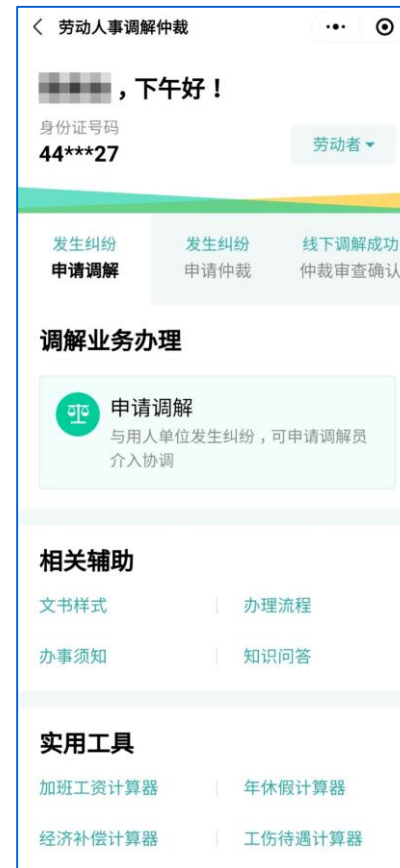 劳动人事调解仲裁
，下午好！
身份证号码
44***27
劳动者
发生纠纷 发生纠纷 线下调解成功
申请调解 申请仲裁 仲裁审查确认
调解业务办理
申请调解
与用人单位发生纠纷，可申请调解员
介入协调
相关辅助
文书样式 办理流程
办事须知 知识问答
实用工具
加班工资计算器 年休假计算器
经济补偿计算器 工伤待遇计算器